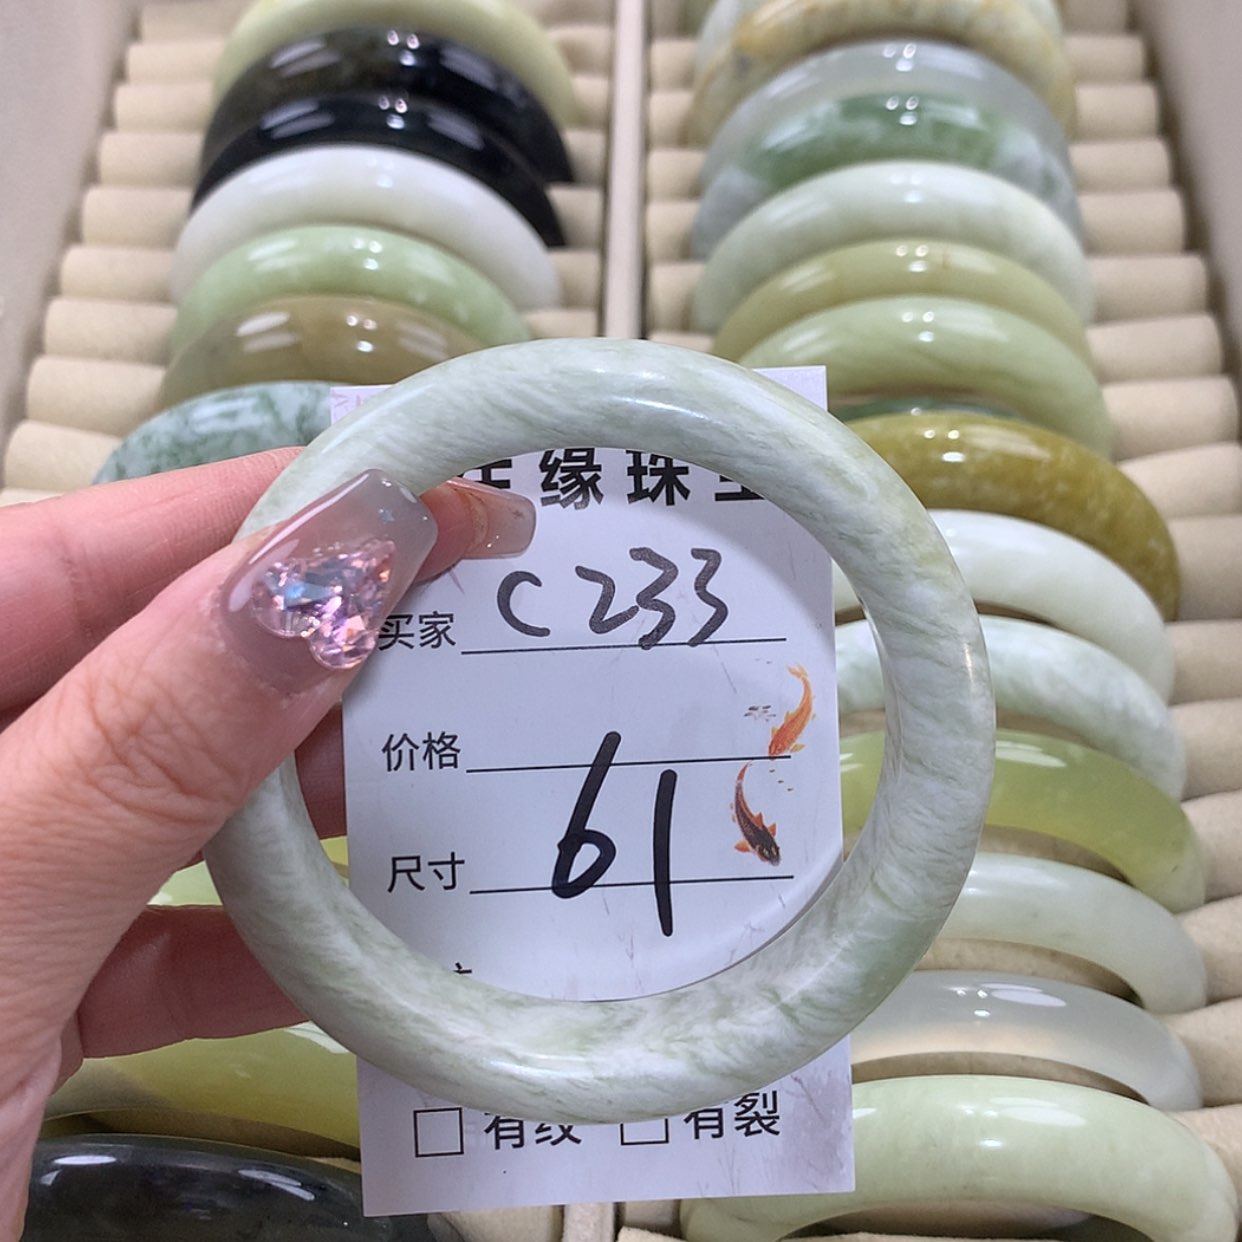 缘珠
买家 C233
价格
尺寸 61
□ 有纹 □ 有裂